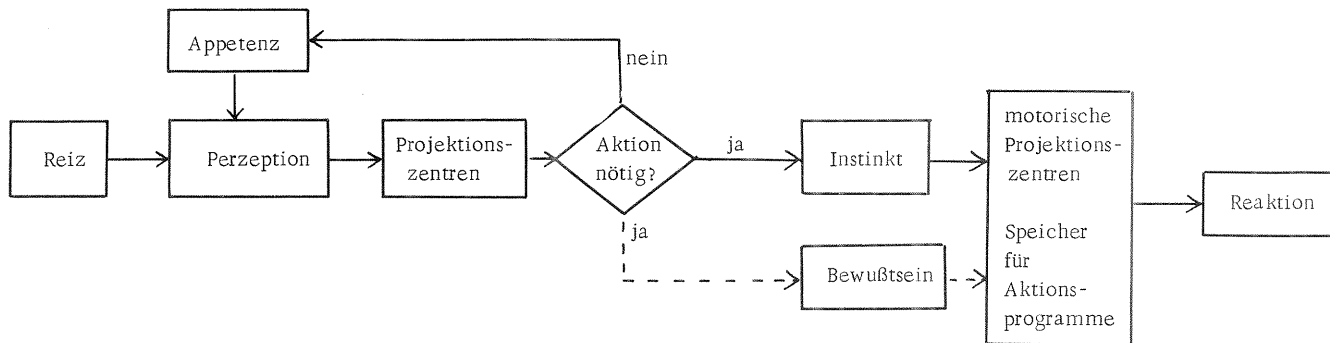 Appetenz
nein
Reiz
Perzeption
Projektions-
zentren
Aktion
nötig?
ja
Instinkt
motorische
Projektions-
zentren
Speicher
für
Aktions-
programme
Reaktion
ja
Bewußtsein